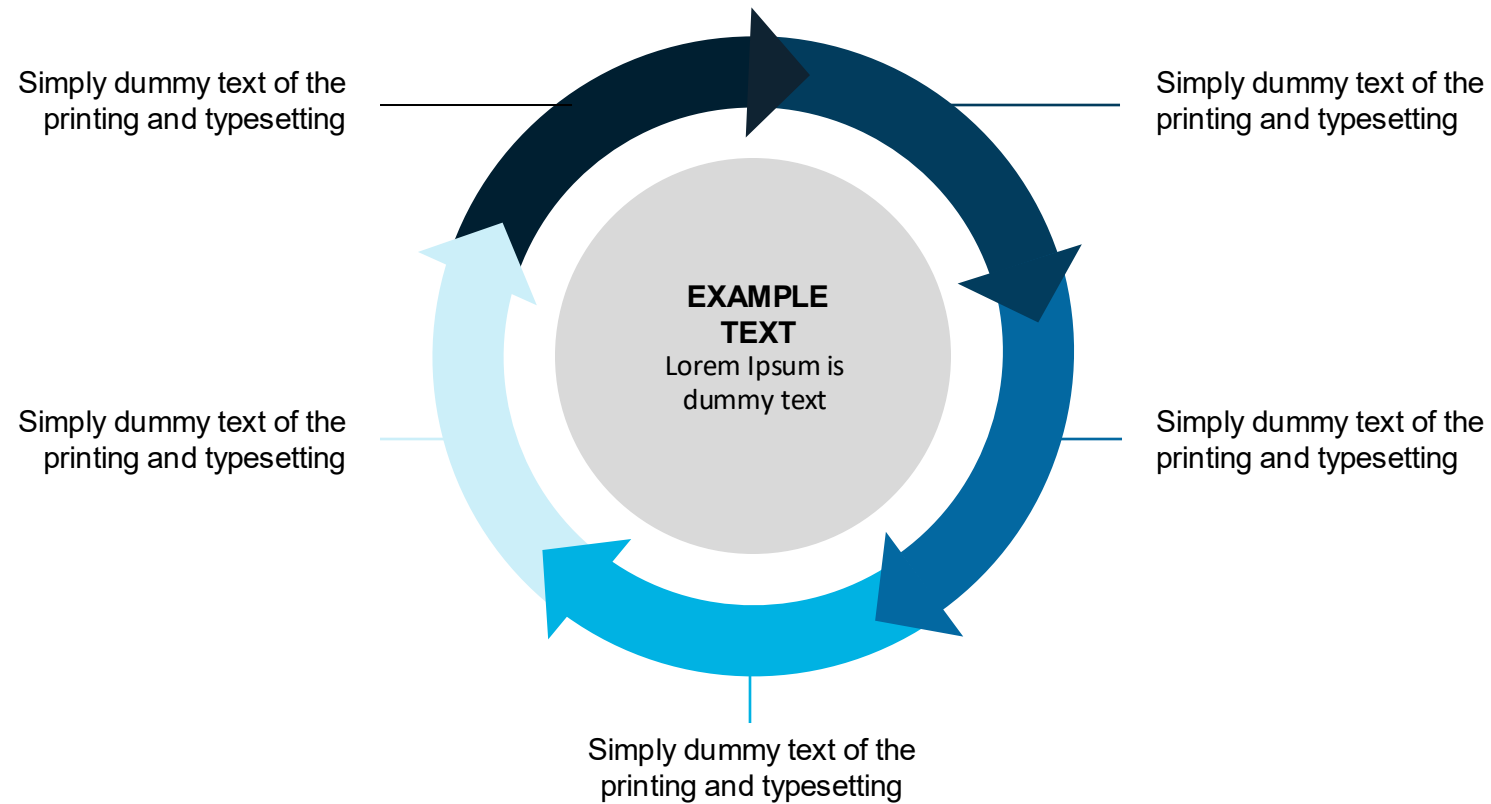 Simply dummy text of the
printing and typesetting
Simply dummy text of the
printing and typesetting
EXAMPLE
TEXT
Lorem Ipsum is
dummy text
Simply dummy text of the
printing and typesetting
Simply dummy text of the
printing and typesetting
Simply dummy text of the
printing and typesetting